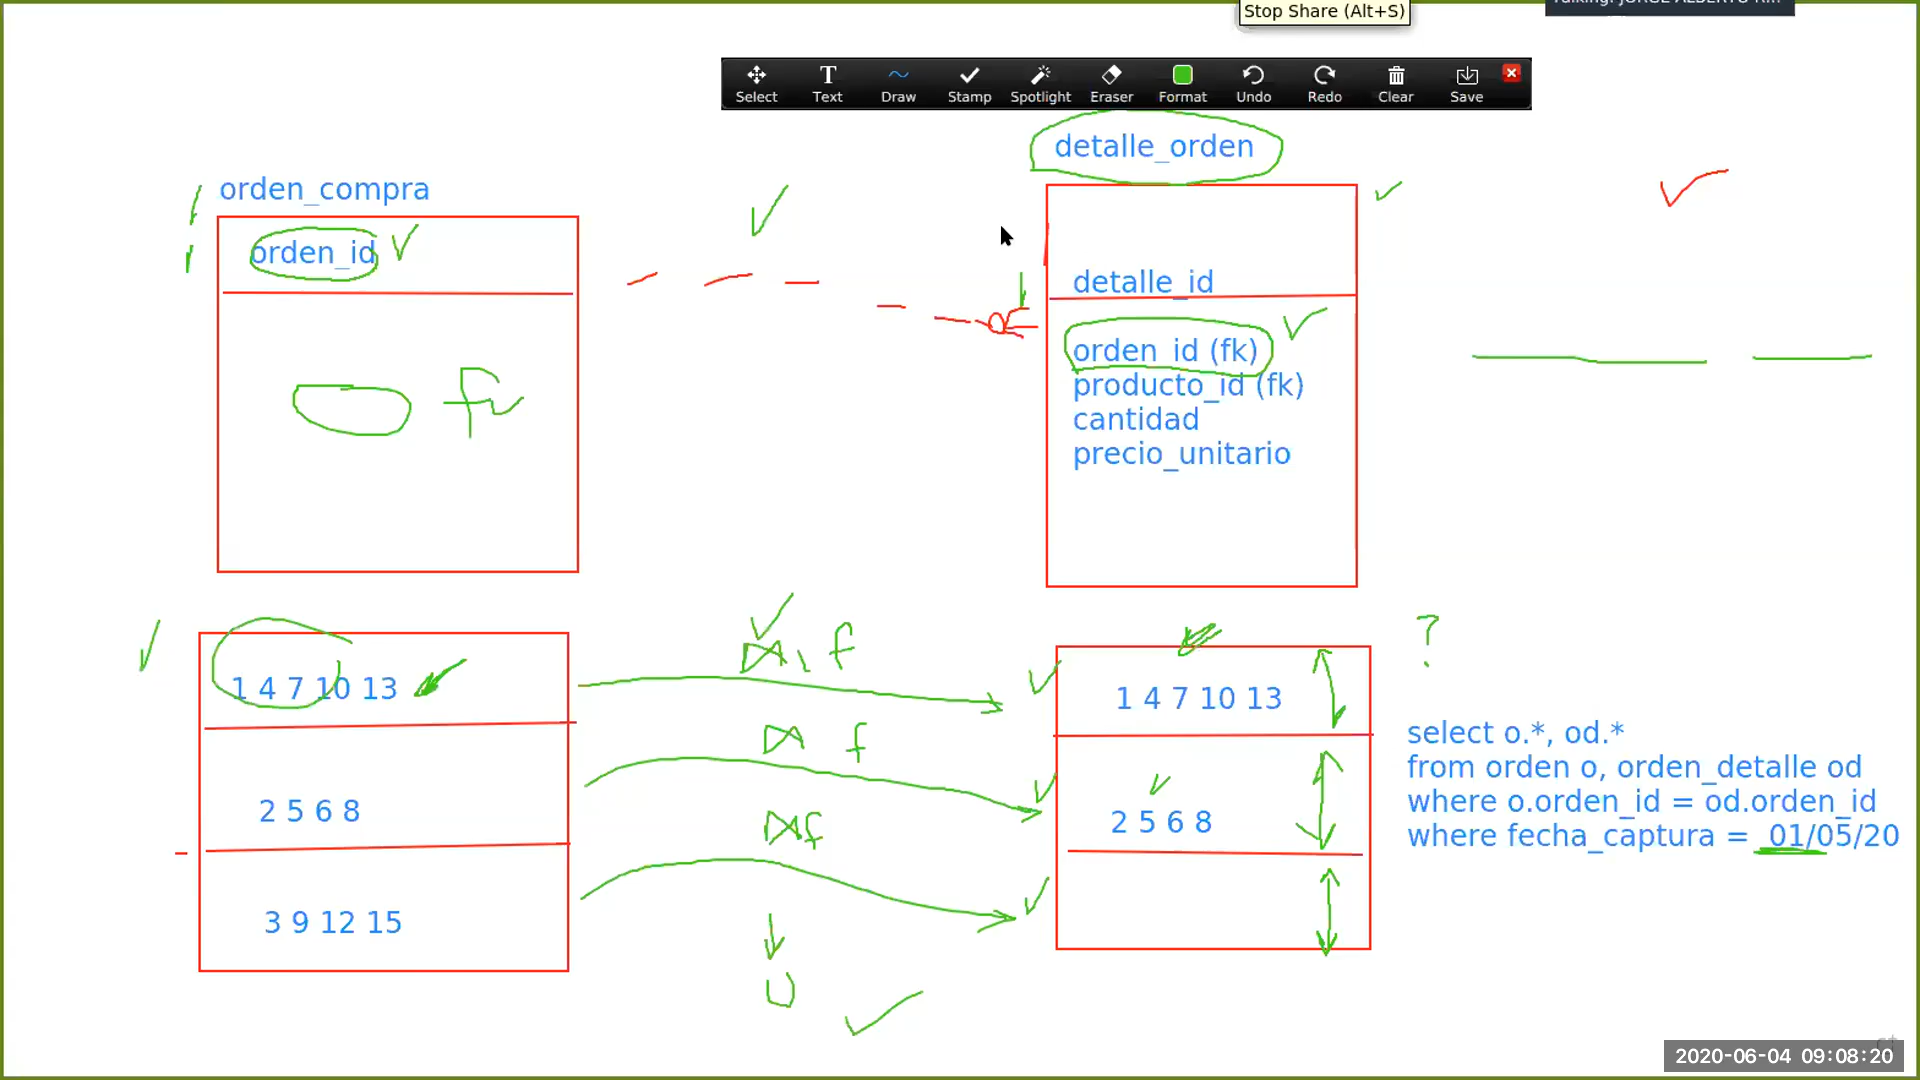 Stop Share (Alt+S)
Select Text Draw Stamp Spotlight Eraser Format Undo Redo Clear Save
detalle_orden
orden_compra
orden_id
detalle_id
orden_id (fk)
producto_id (fk)
cantidad
precio_unitario
f
1 4 7 10 13
1 4 7 10 13
?
select o.*, od.*
from orden o, orden_detalle od
where o.orden_id = od.orden_id
where fecha_captura = 01/05/20
f
2 5 6 8
2 5 6 8
f
3 9 12 15
U
2020-06-04 09:08:20